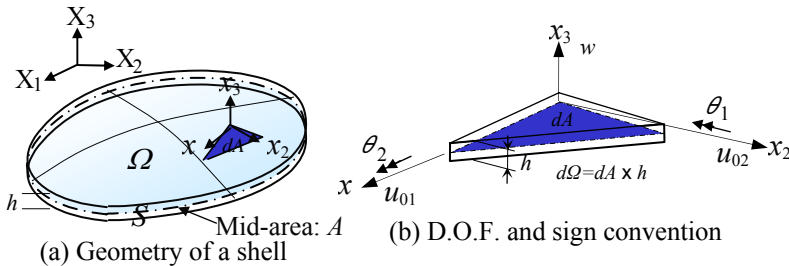 X3
X1
X2
x3
x
dA
x2
Ω
h
S
Mid-area: A
(a) Geometry of a shell
x3
w
dA
θ1
θ2
h
dΩ=dA x h
x
u01
u02
x2
(b) D.O.F. and sign convention